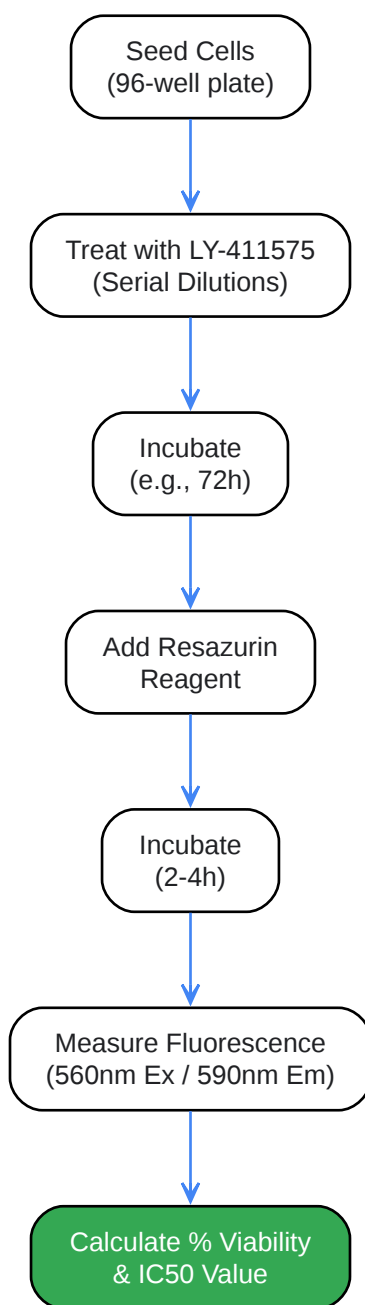 Seed Cells
(96-well plate)
Treat with LY-411575
(Serial Dilutions)
Incubate
(e.g., 72h)
Add Resazurin
Reagent
Incubate
(2-4h)
Measure Fluorescence
(560nm Ex / 590nm Em)
Calculate % Viability
& IC50 Value